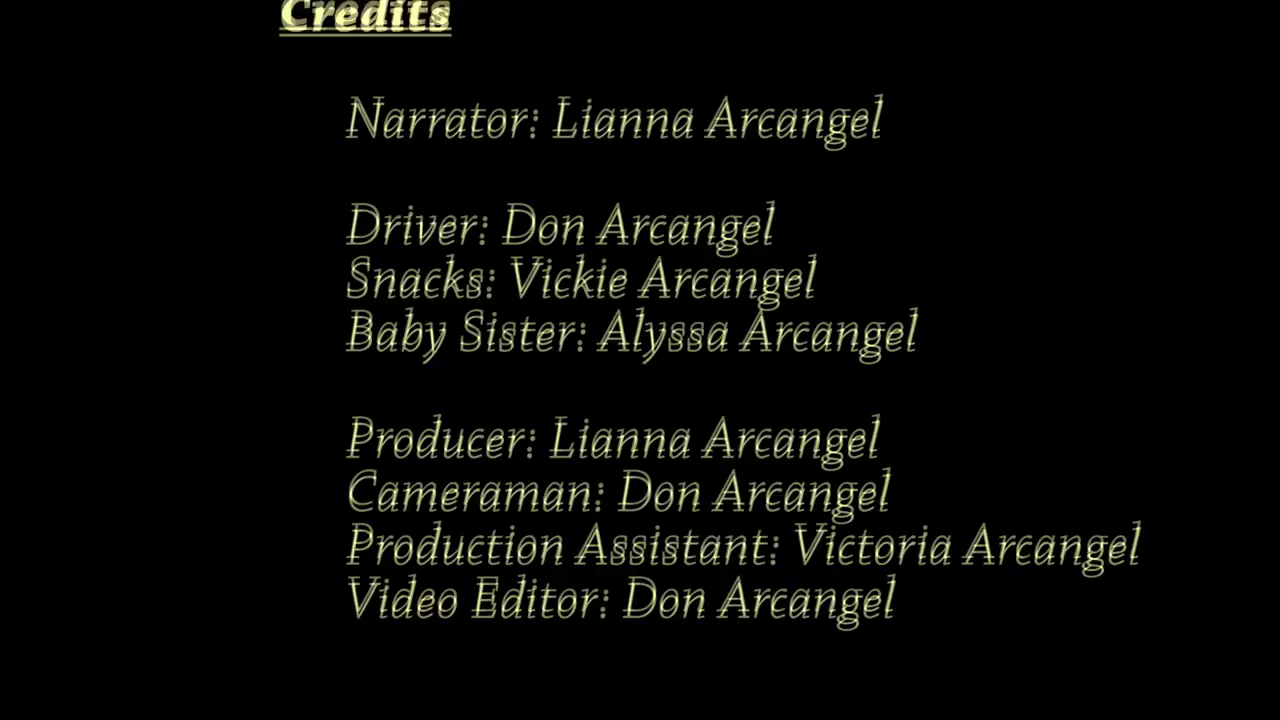 Credits
Narrator: Lianna Arcangel
Driver: Don Arcangel
Snacks: Vickie Arcangel
Baby Sister: Alyssa Arcangel
Producer: Lianna Arcangel
Cameraman: Don Arcangel
Production Assistant: Victoria Arcangel
Video Editor: Don Arcangel